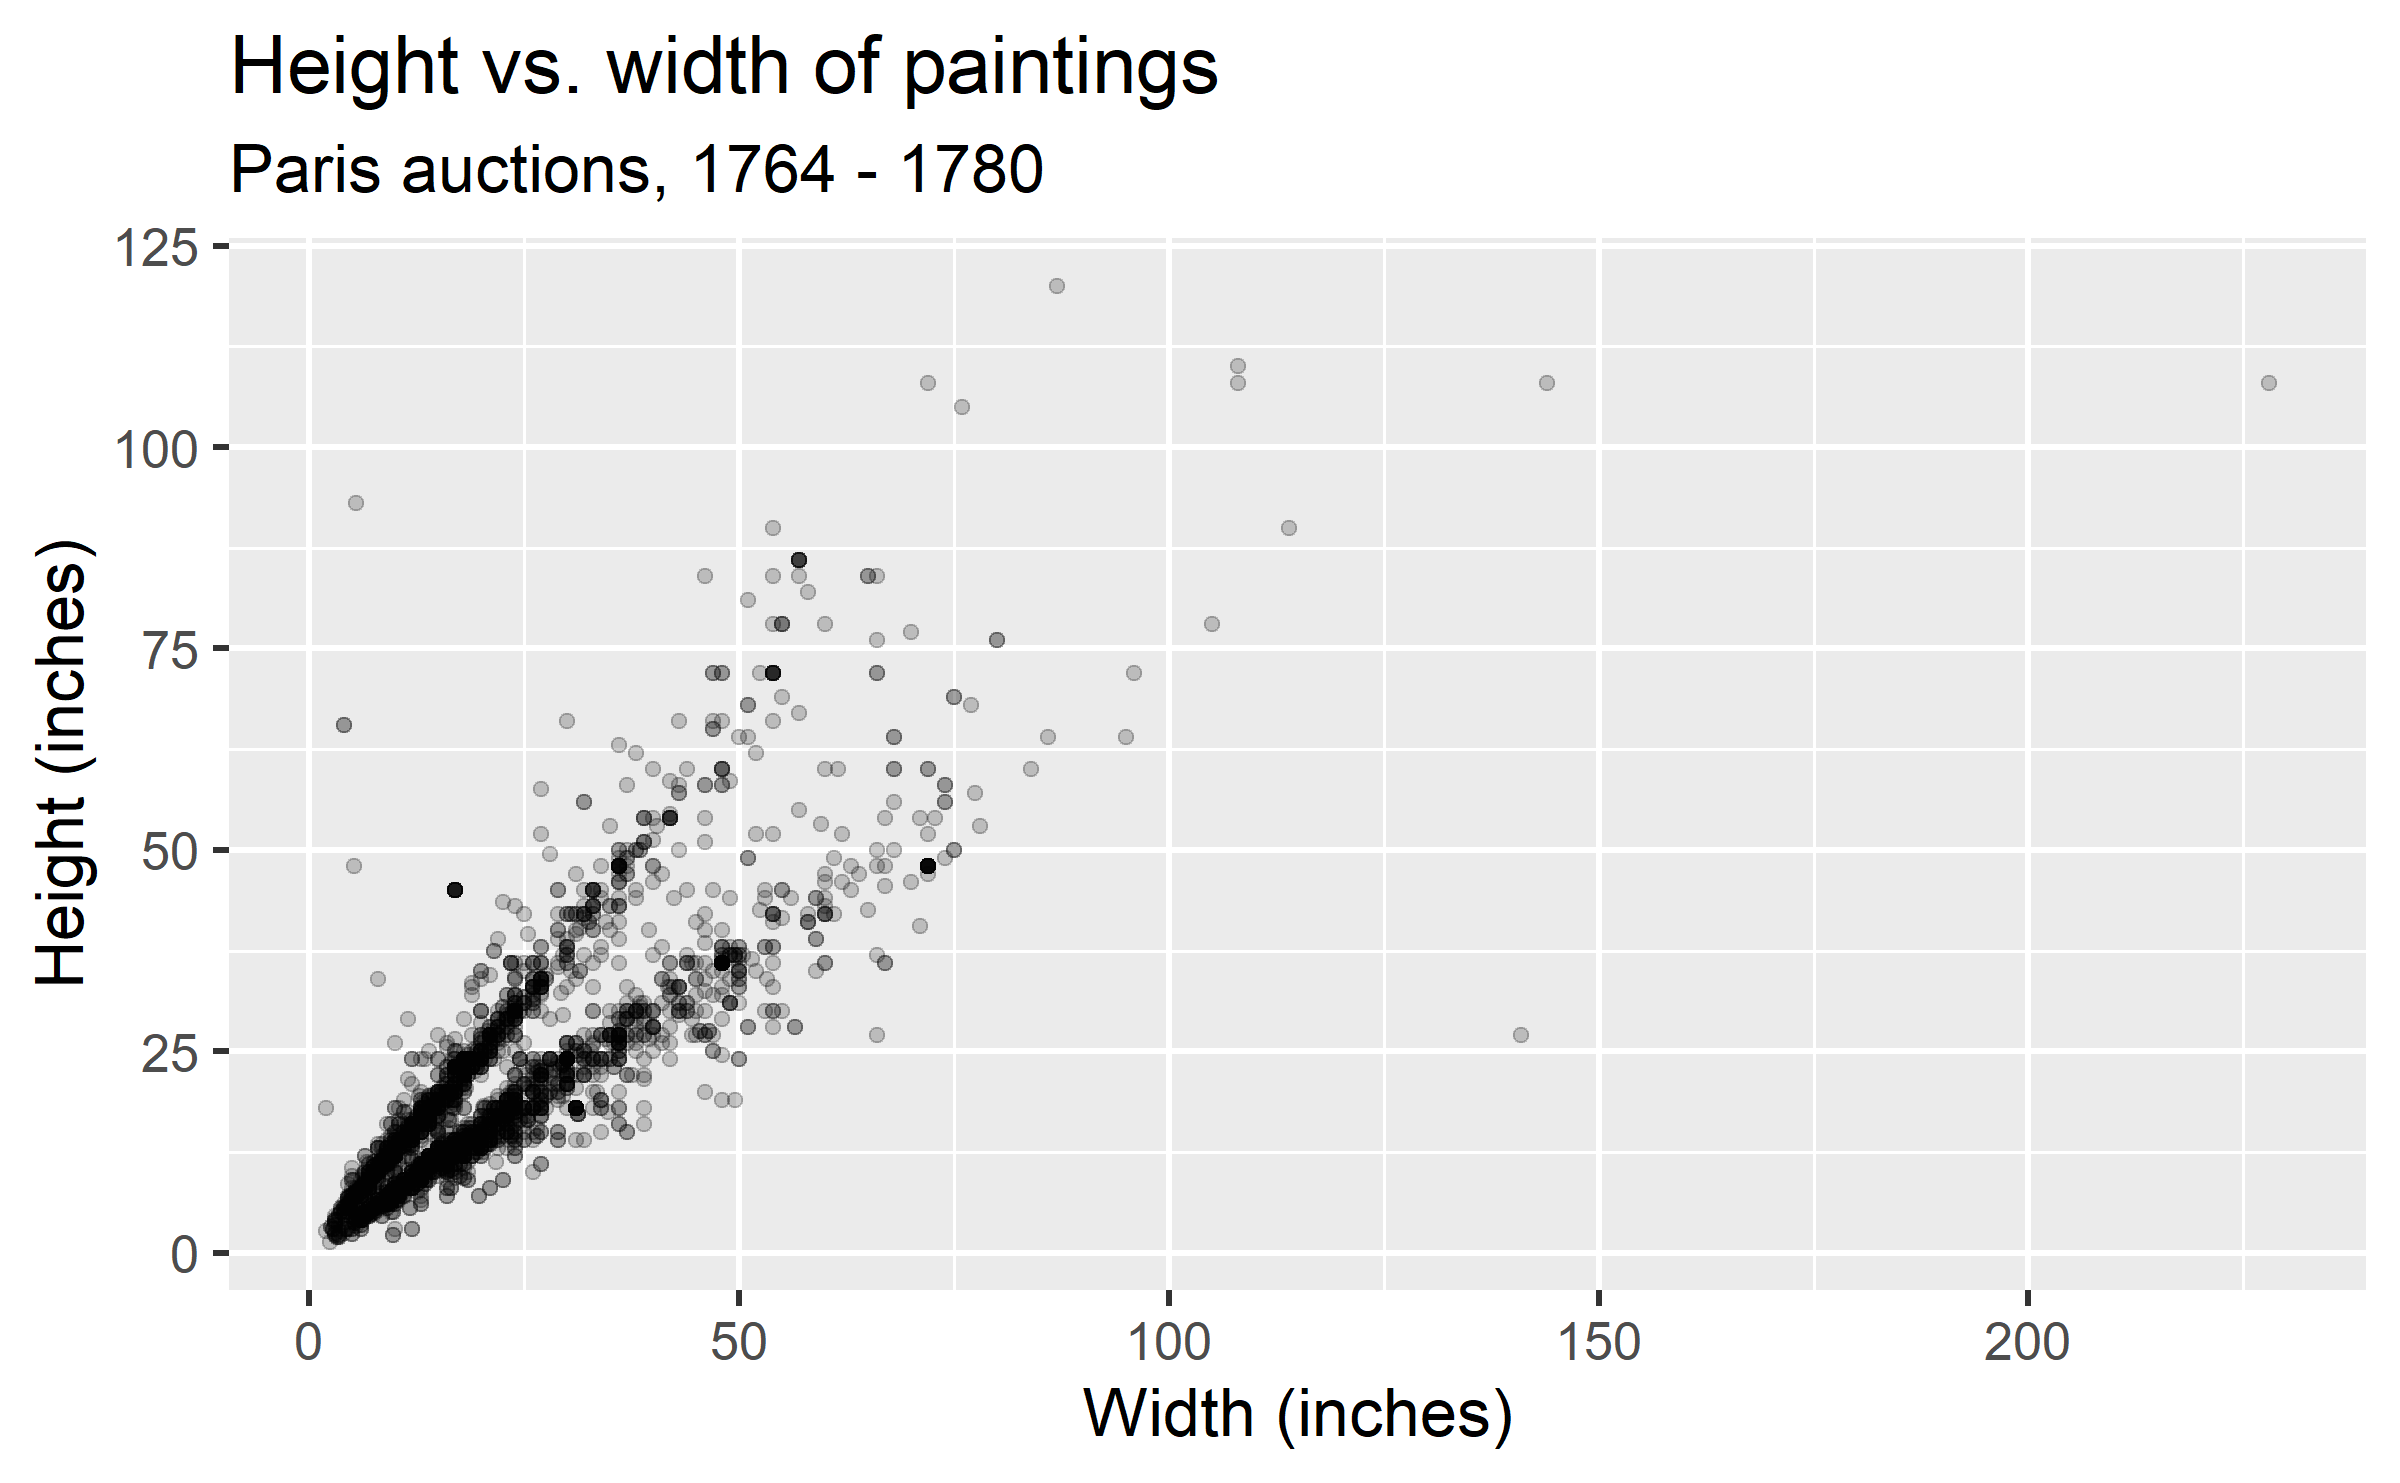 Height vs. width of paintings
Paris auctions, 1764 - 1780
125
100
75
50
25
0
Height (inches)
0 50 100 150 200
Width (inches)